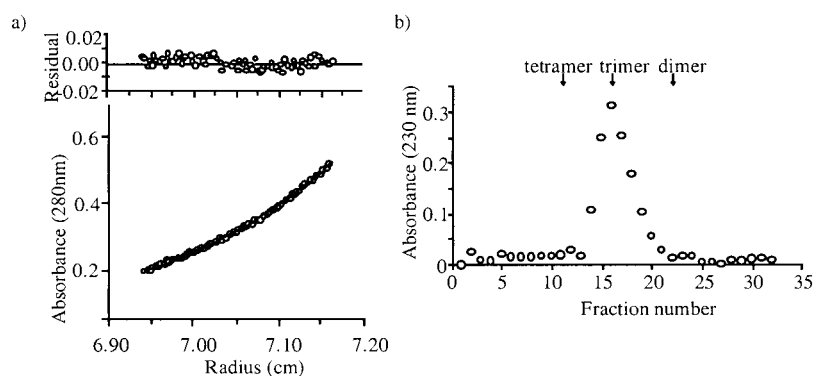 a)
0.02
0.00
-0.02
Residual
0.6
0.4
0.2
Absorbance (280nm)
6.90 7.00 7.10 7.20
Radius (cm)
b)
tetramer trimer dimer
0.3
0.2
0.1
0
Absorbance (230 nm)
0 5 10 15 20 25 30 35
Fraction number